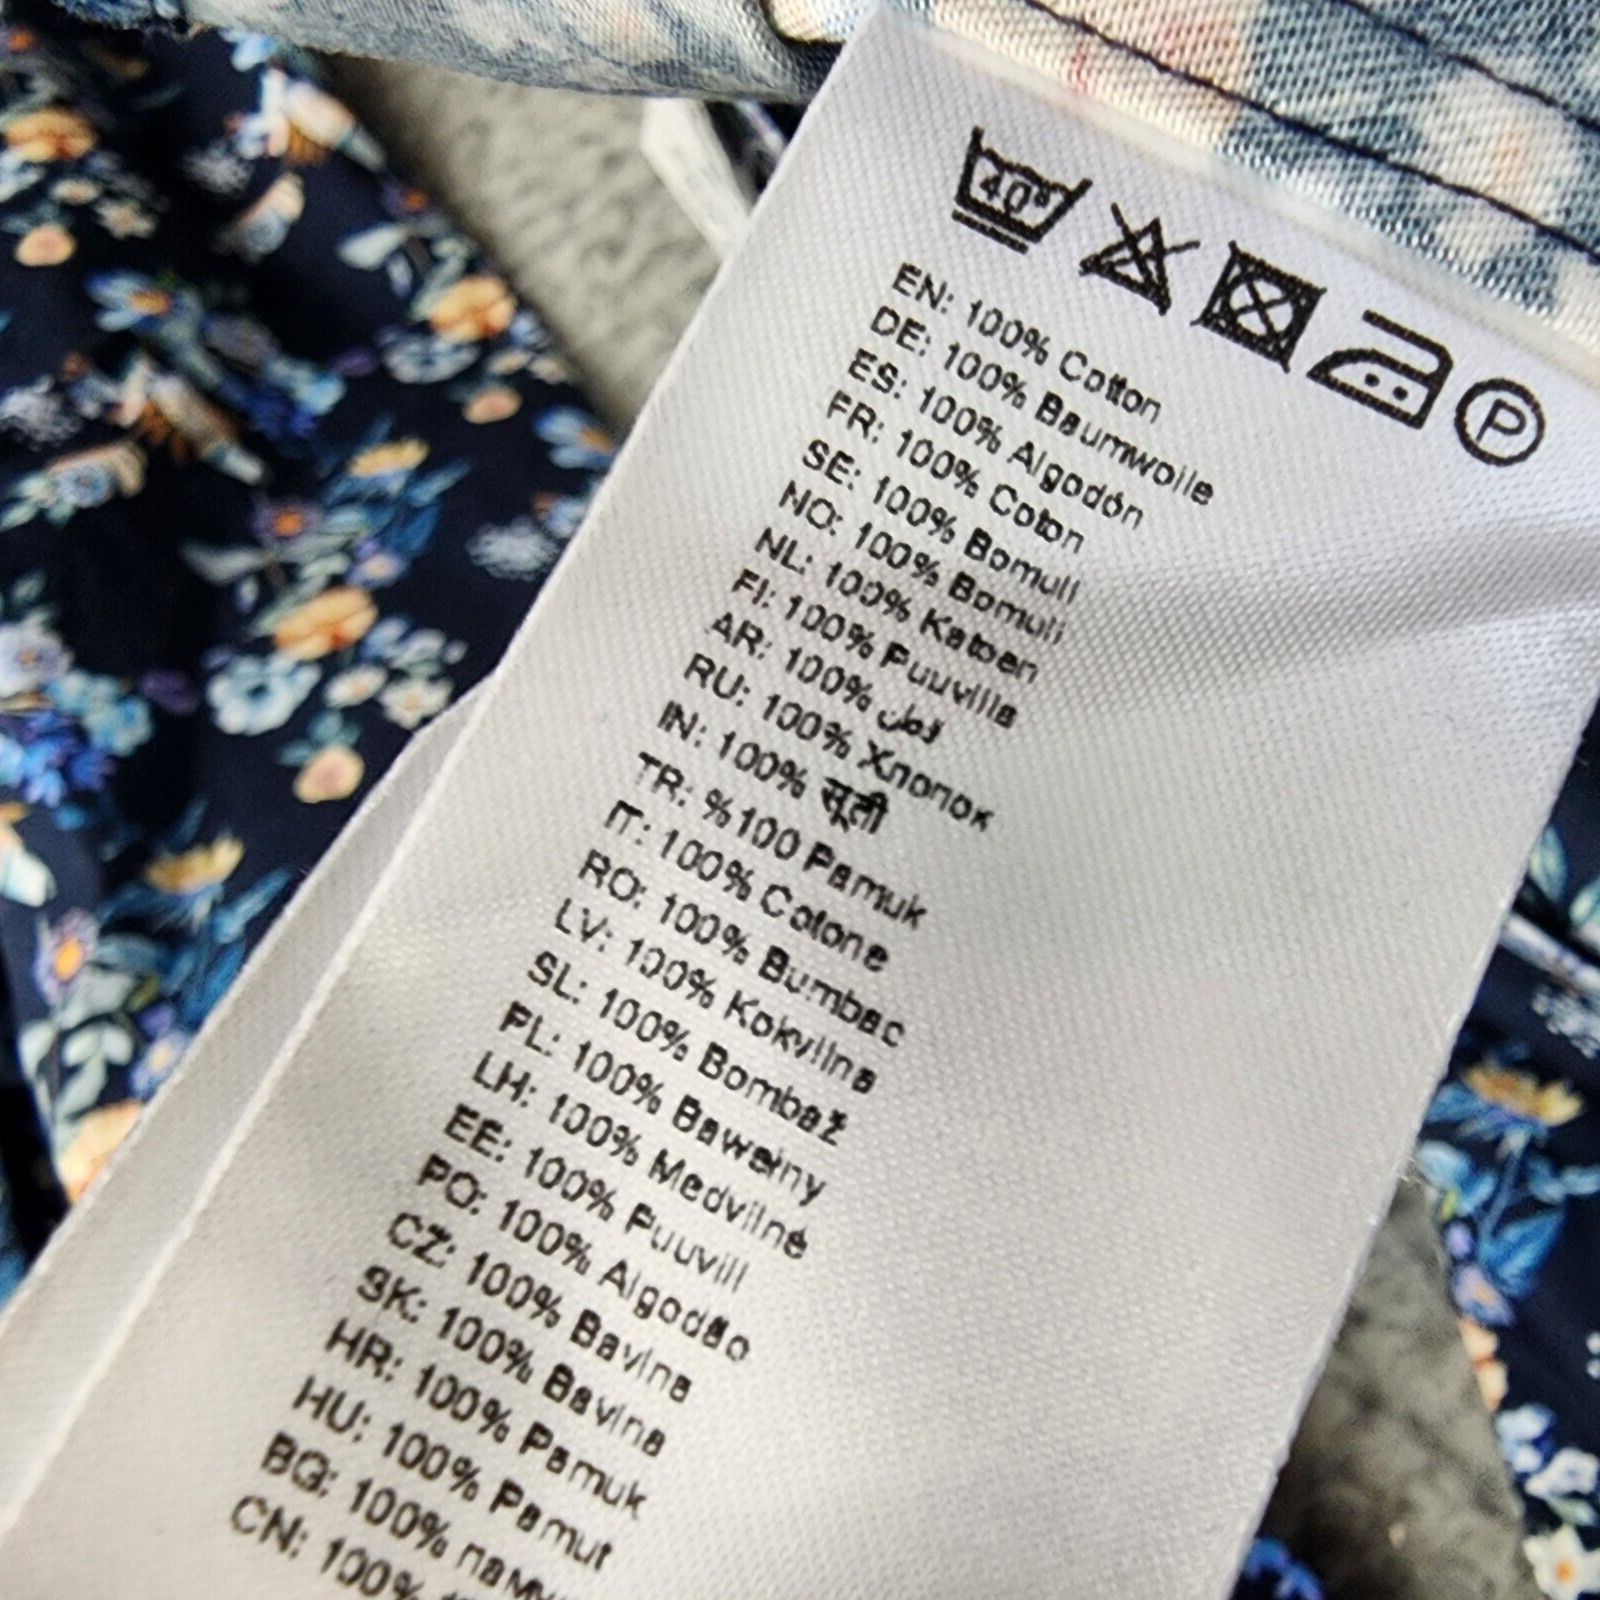 40°
P
EN: 100% Cotton
DE: 100% Baumwolle
ES: 100% Algodón
FR: 100% Coton
SE: 100% Bomull
NO: 100% Bomull
NL: 100% Katoen
FI: 100% Puuvilla
AR: 100% قطن
RU: 100% Хлопок
IN: 100% सूती
TR: %100 Pamuk
IT: 100% Cotone
RO: 100% Bumbac
LV: 100% Kokvilna
SL: 100% Bombaž
PL: 100% Bawełny
LH: 100% Medvilnė
EE: 100% Puuvill
PO: 100% Algodão
CZ: 100% Bavlna
SK: 100% Bavlna
HR: 100% Pamuk
HU: 100% Pamut
BG: 100% паму
CN: 100%